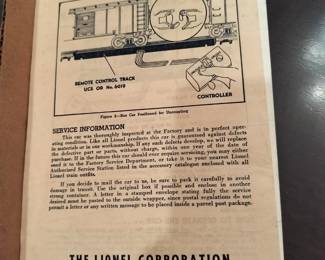 REMOTE CONTROL TRACK
UCS OR No. 6019
CONTROLLER
Figure 2—Box Car Positioned for Unloading
SERVICE INFORMATION
This car was thoroughly inspected at the Factory and is in perfect oper-
ating condition. Like all Lionel products this car is guaranteed against defects
in materials or in workmanship. If any such defects develop, we will replace
the defective part or parts, without charge, within one year of the date of
purchase. If in the future this car should ever require servicing, you may either
send it to the Factory Service Department, or take it to your nearest Lionel
Authorized Service Station listed in the accessory catalogue enclosed with all
Lionel train outfits.
If you decide to mail the car to us, be sure to pack it carefully to avoid
damage in transit. Use the original box if possible and enclose in another
strong container. A letter in a stamped envelope stating fully the service
desired must be pasted to the outside wrapper, since postal regulations do not
permit a letter or any written message to be placed inside a parcel post package.
THE LIONEL CORPORATION